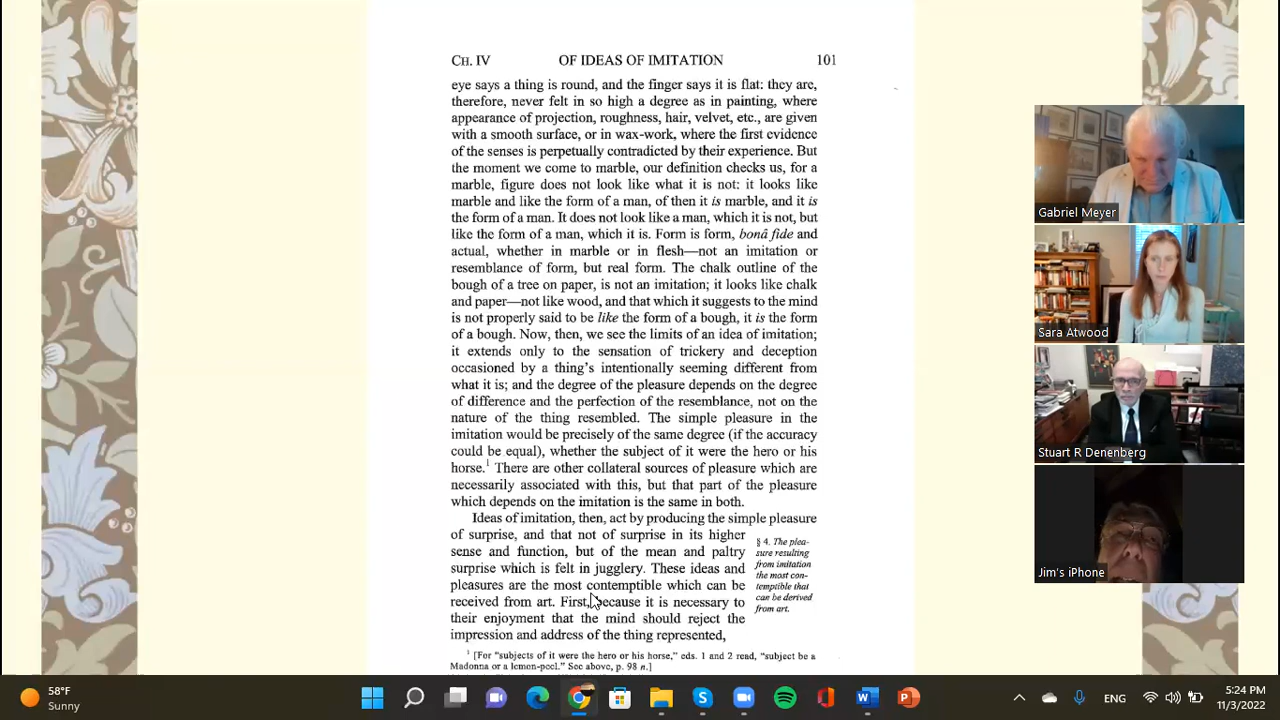 CH. IV OF IDEAS OF IMITATION 101
eye says a thing is round, and the finger says it is flat: they are,
therefore, never felt in so high a degree as in painting, where
appearance of projection, roughness, hair, velvet, etc., are given
with a smooth surface, or in wax-work, where the first evidence
of the senses is perpetually contradicted by their experience. But
the moment we come to marble, our definition checks us, for a
marble, figure does not look like what it is not: it looks like
marble and like the form of a man, of then it is marble, and it is
the form of a man. It does not look like a man, which it is not, but
like the form of a man, which it is. Form is form, bonâ fide and
actual, whether in marble or in flesh—not an imitation or
resemblance of form, but real form. The chalk outline of the
bough of a tree on paper, is not an imitation; it looks like chalk
and paper—not like wood, and that which it suggests to the mind
is not properly said to be like the form of a bough, it is the form
of a bough. Now, then, we see the limits of an idea of imitation;
it extends only to the sensation of trickery and deception
occasioned by a thing's intentionally seeming different from
what it is; and the degree of the pleasure depends on the degree
of difference and the perfection of the resemblance, not on the
nature of the thing resembled. The simple pleasure in the
imitation would be precisely of the same degree (if the accuracy
could be equal), whether the subject of it were the hero or his
horse.1 There are other collateral sources of pleasure which are
necessarily associated with this, but that part of the pleasure
which depends on the imitation is the same in both.
Ideas of imitation, then, act by producing the simple pleasure
of surprise, and that not of surprise in its higher
sense and function, but of the mean and paltry
surprise which is felt in jugglery. These ideas and
pleasures are the most contemptible which can be
received from art. First, because it is necessary to
their enjoyment that the mind should reject the
impression and address of the thing represented,
§ 4. The plea-
sure resulting
from imitation
the most con-
temptible that
can be derived
from art.
1 [For "subjects of it were the hero or his horse," eds. 1 and 2 read, "subject be a
Madonna or a lemon-peel." See above, p. 98 n.]
Gabriel Meyer
Sara Atwood
Stuart R Denenberg
Jim's iPhone
58°F
Sunny
ENG
5:24 PM
11/3/2022